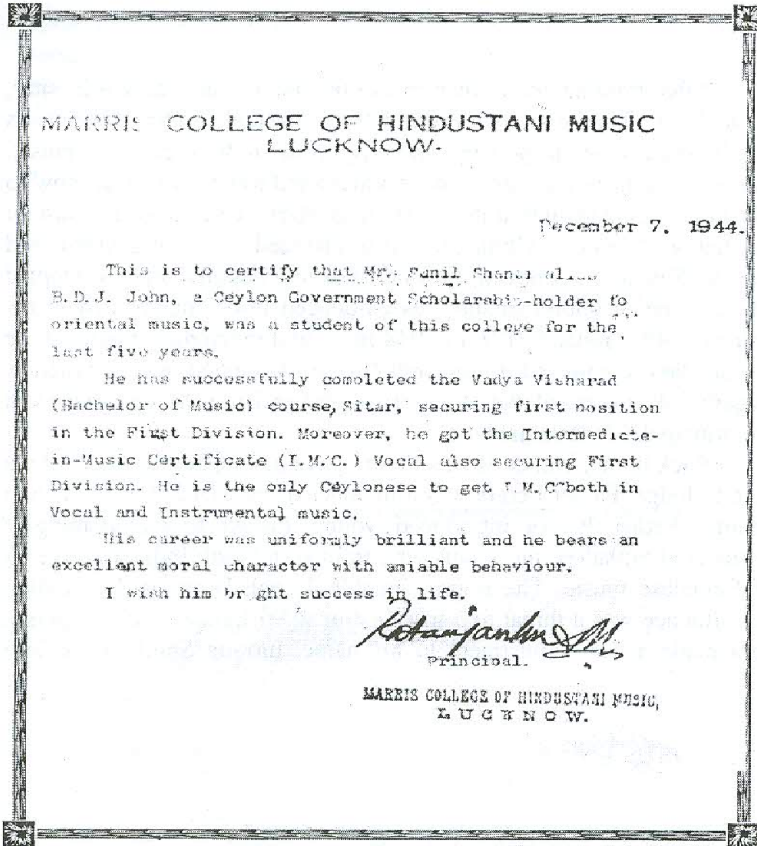 MARRIS COLLEGE OF HINDUSTANI MUSIC
LUCKNOW-
December 7, 1944.
This is to certify that Mr. Sunil Shanti alias
B.D.J. John, a Ceylon Government Scholarship-holder fo
oriental music, was a student of this college for the
last five years.
He has successfully completed the Vadya Visharad
(Bachelor of Music) course, Sitar, securing first position
in the First Division. Moreover, he got the Intermediate-
in-Music Certificate (I.M.C.) Vocal also securing First
Division. He is the only Ceylonese to get I.M.C both in
Vocal and Instrumental music.
His career was uniformly brilliant and he bears an
excellent moral character with amiable behaviour.
I wish him bright success in life.
Principal.
MARRIS COLLEGE OF HINDUSTANI MUSIC,
LUCKNOW.